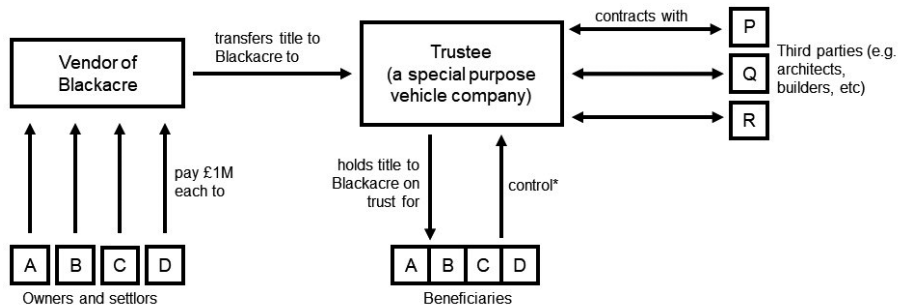 Vendor of
Blackacre
transfers title to
Blackacre to
Trustee
(a special purpose
vehicle company)
contracts with
P
Q
R
Third parties (e.g.
architects,
builders, etc)
pay £1M
each to
holds title to
Blackacre on
trust for
control*
A B C D
Owners and settlors
A B C D
Beneficiaries